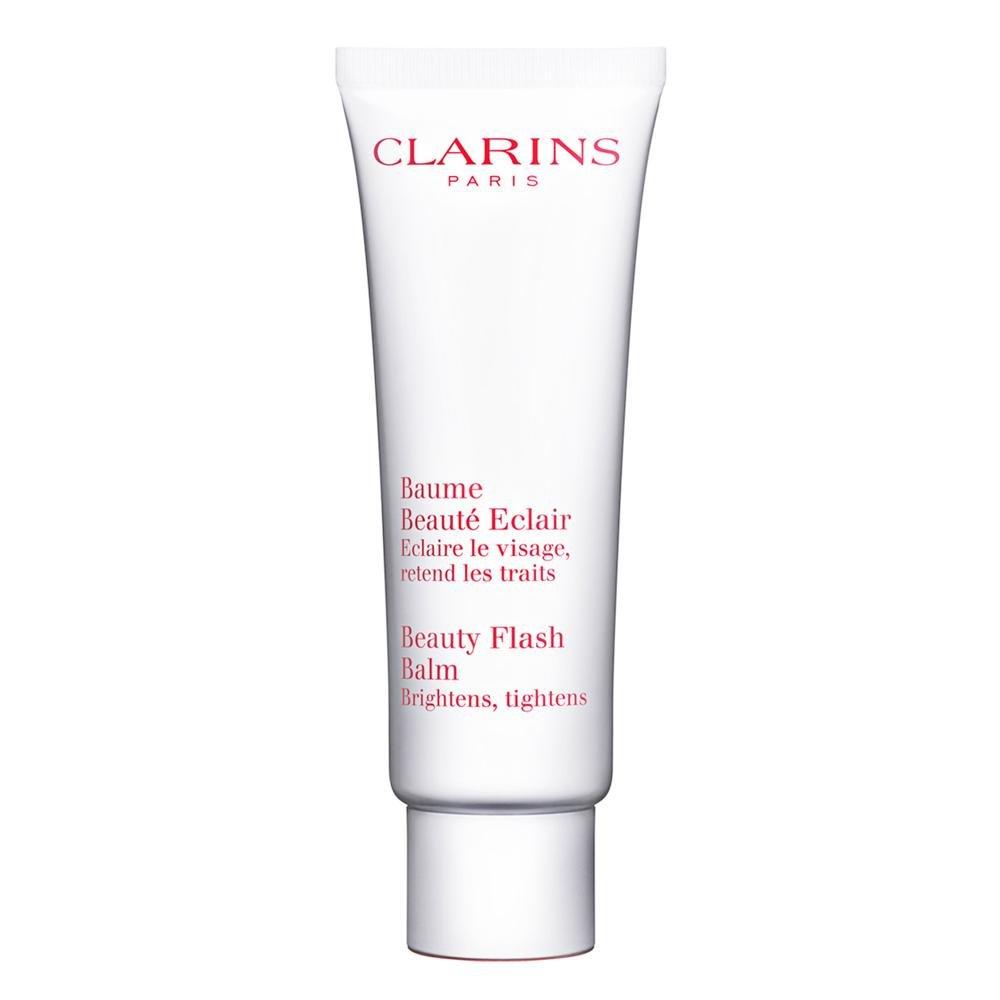 CLARINS
PARIS
Baume
Beauté Eclair
Eclaire le visage,
retend les traits
Beauty Flash
Balm
Brightens, tightens